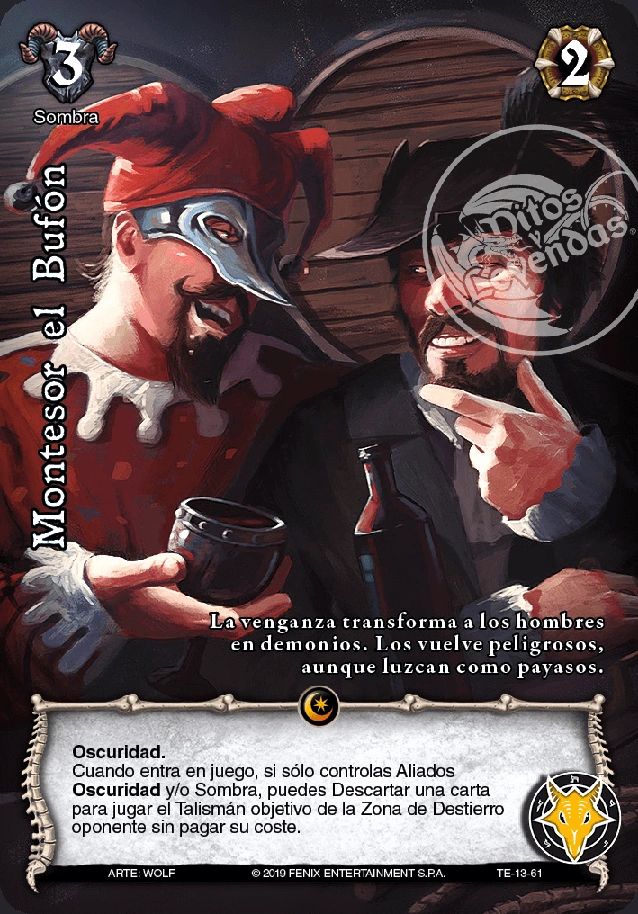 3
2
Sombra
Mitos
y
Leyendas®
Montesor el Bufón
La venganza transforma a los hombres
en demonios. Los vuelve peligrosos,
aunque luzcan como payasos.
Oscuridad.
Cuando entra en juego, si sólo controlas Aliados
Oscuridad y/o Sombra, puedes Descartar una carta
para jugar el Talismán objetivo de la Zona de Destierro
oponente sin pagar su coste.
ARTE: WOLF © 2019 FENIX ENTERTAINMENT S.P.A. TE-13-61